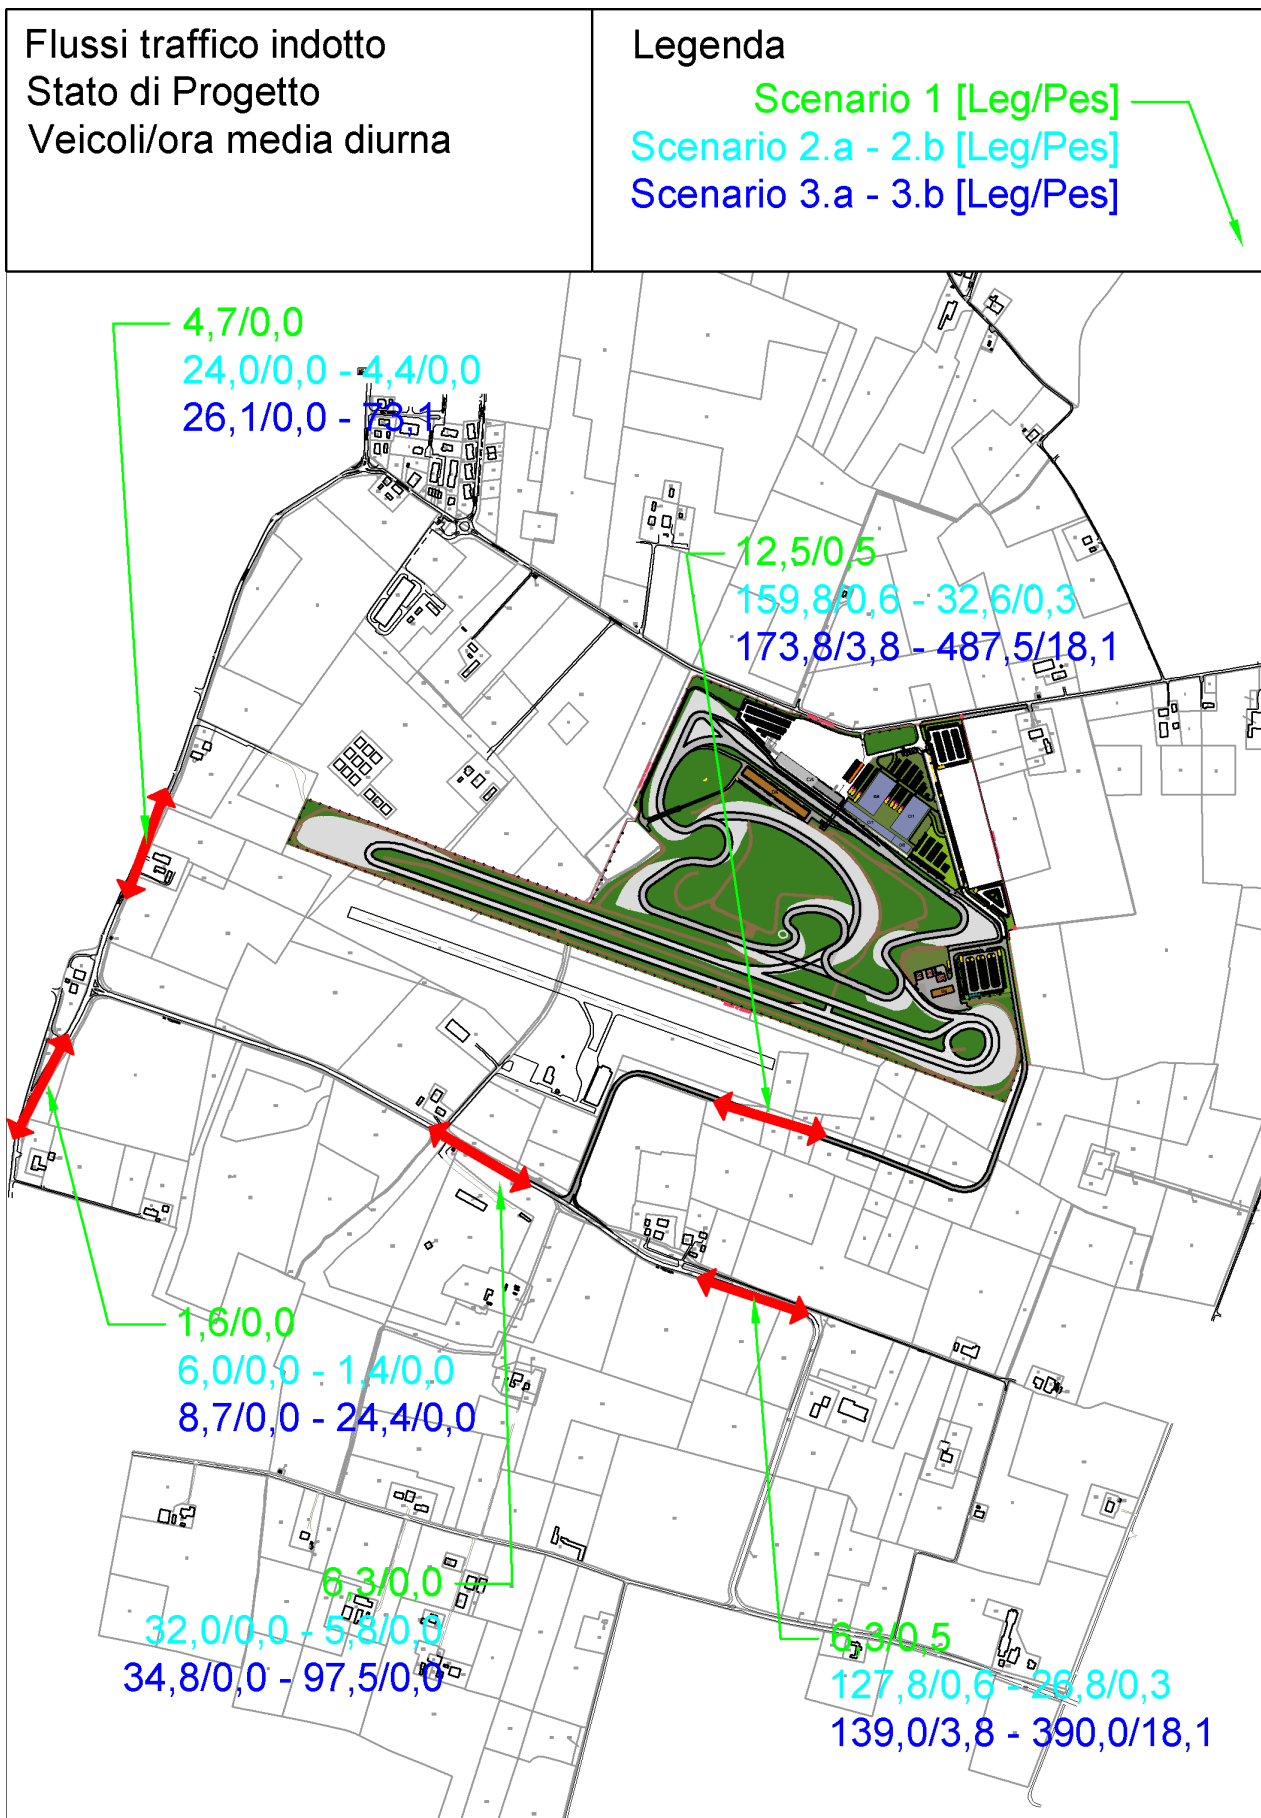 Flussi traffico indotto
Stato di Progetto
Veicoli/ora media diurna
Legenda
Scenario 1 [Leg/Pes]
Scenario 2.a - 2.b [Leg/Pes]
Scenario 3.a - 3.b [Leg/Pes]
4,7/0,0
24,0/0,0 - 4,4/0,0
26,1/0,0 - 73,1
12,5/0,5
159,8/0,6 - 32,6/0,3
173,8/3,8 - 487,5/18,1
1,6/0,0
6,0/0,0 - 1,4/0,0
8,7/0,0 - 24,4/0,0
6,3/0,0
32,0/0,0 - 5,8/0,0
34,8/0,0 - 97,5/0,0
6,3/0,5
127,8/0,6 - 26,8/0,3
139,0/3,8 - 390,0/18,1